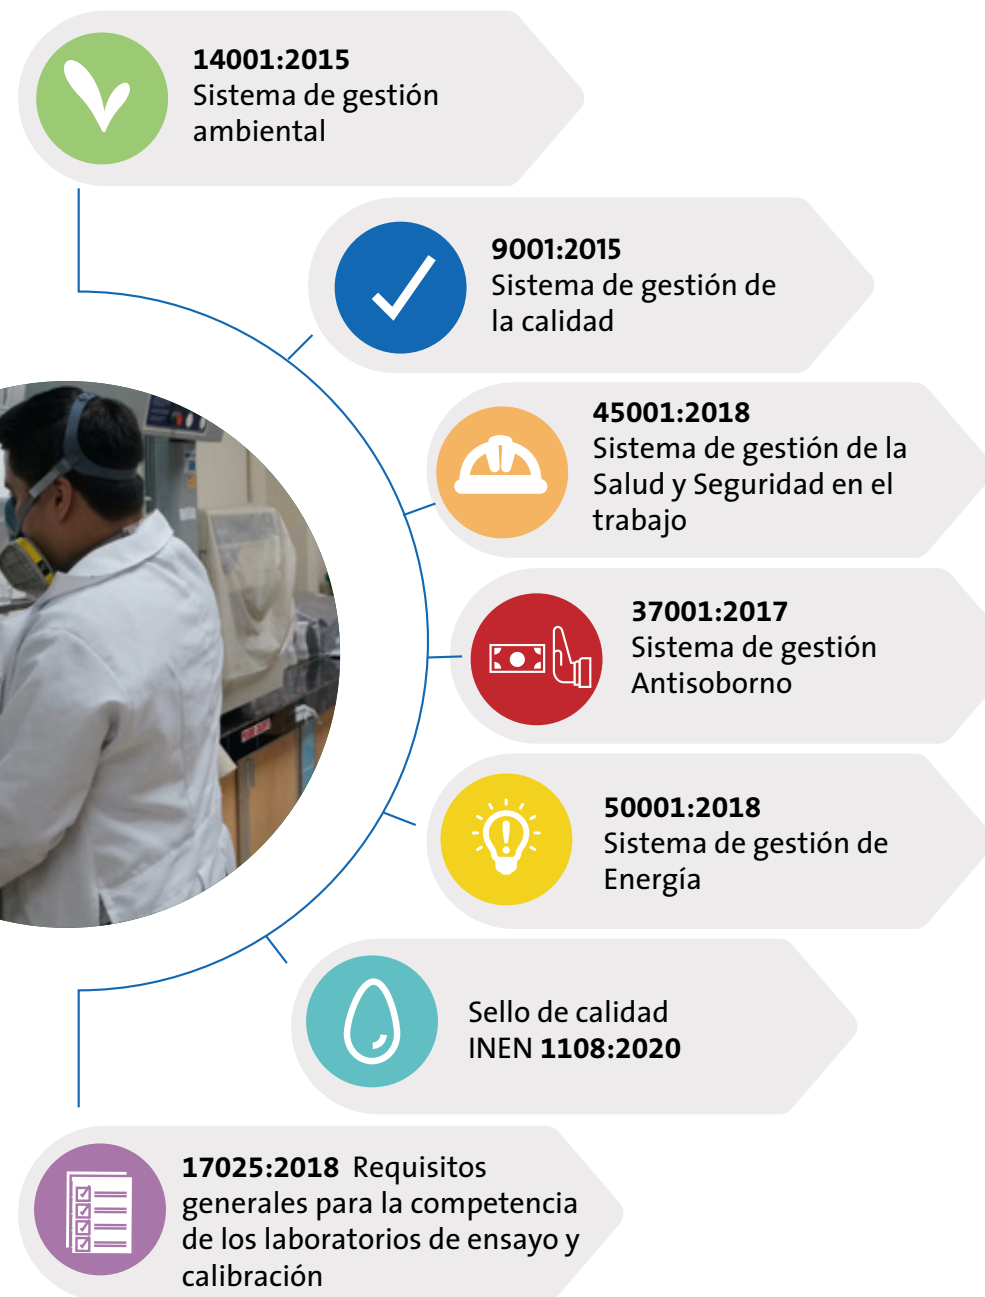 14001:2015
Sistema de gestión
ambiental
9001:2015
Sistema de gestión de
la calidad
45001:2018
Sistema de gestión de la
Salud y Seguridad en el
trabajo
37001:2017
Sistema de gestión
Antisoborno
50001:2018
Sistema de gestión de
Energía
Sello de calidad
INEN 1108:2020
17025:2018 Requisitos
generales para la competencia
de los laboratorios de ensayo y
calibración